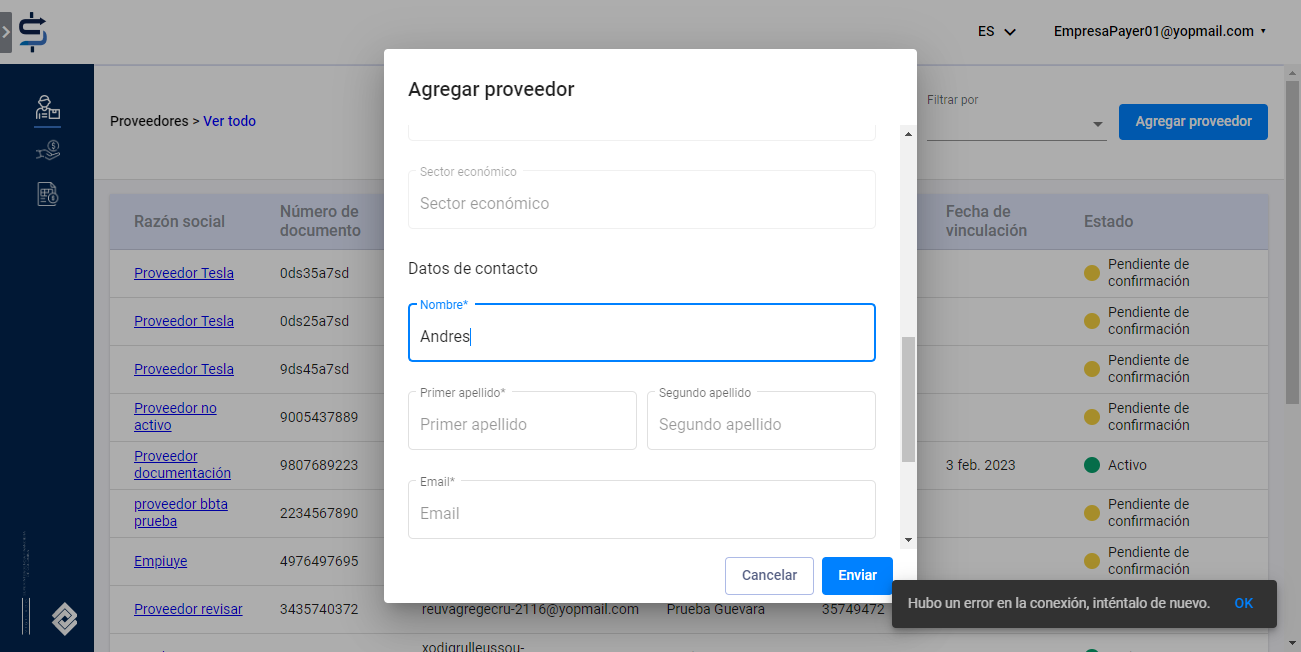 ES
EmpresaPayer01@yopmail.com
Proveedores > Ver todo
Filtrar por
Agregar proveedor
Razón social
Número de
documento
Fecha de
vinculación
Estado
Proveedor Tesla
0ds35a7sd
Pendiente de
confirmación
Proveedor Tesla
0ds25a7sd
Pendiente de
confirmación
Proveedor Tesla
9ds45a7sd
Pendiente de
confirmación
Proveedor no
activo
9005437889
Pendiente de
confirmación
Proveedor
documentación
9807689223
3 feb. 2023
Activo
proveedor bbta
prueba
2234567890
Pendiente de
confirmación
Empiuye
4976497695
Pendiente de
confirmación
Proveedor revisar
3435740372
reuvagregecru-2116@yopmail.com
Prueba Guevara
35749472
xodigrulleussou-
Agregar proveedor
Sector económico
Sector económico
Datos de contacto
Nombre*
Andres
Primer apellido*
Primer apellido
Segundo apellido
Segundo apellido
Email*
Email
Cancelar
Enviar
Hubo un error en la conexión, inténtalo de nuevo.
OK